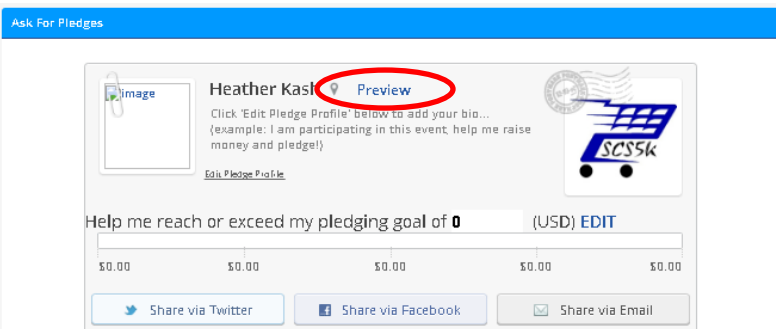 Ask For Pledges
image
Heather Kash Preview
Click 'Edit Pledge Profile' below to add your bio...
(example: I am participating in this event, help me raise
money and pledge!)
Edit Pledge Profile
SCS5K
Help me reach or exceed my pledging goal of 0 (USD) EDIT
$0.00 $0.00 $0.00 $0.00 $0.00
Share via Twitter Share via Facebook Share via Email